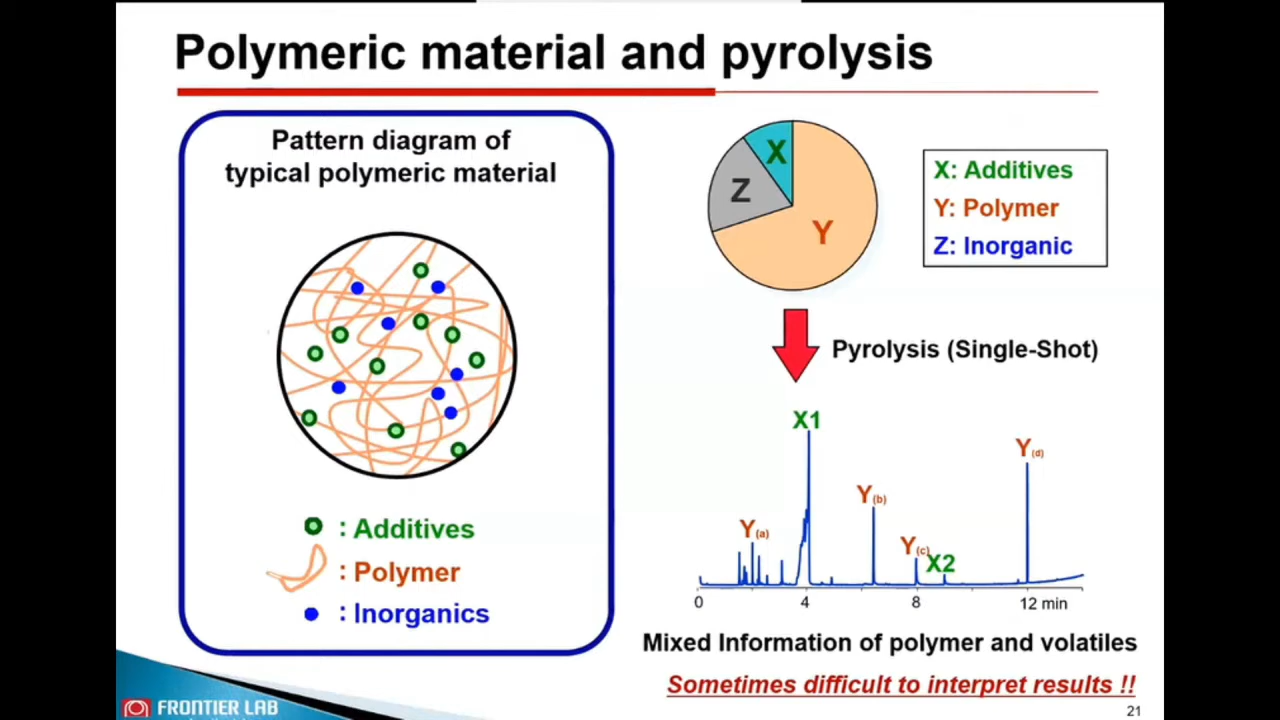 Polymeric material and pyrolysis
Pattern diagram of
typical polymeric material
: Additives
: Polymer
: Inorganics
X
Z
Y
X: Additives
Y: Polymer
Z: Inorganic
Pyrolysis (Single-Shot)
X1
Y(a)
Y(b)
Y(c)
X2
Y(d)
0 4 8 12 min
Mixed Information of polymer and volatiles
Sometimes difficult to interpret results !!
FRONTIER LAB
21